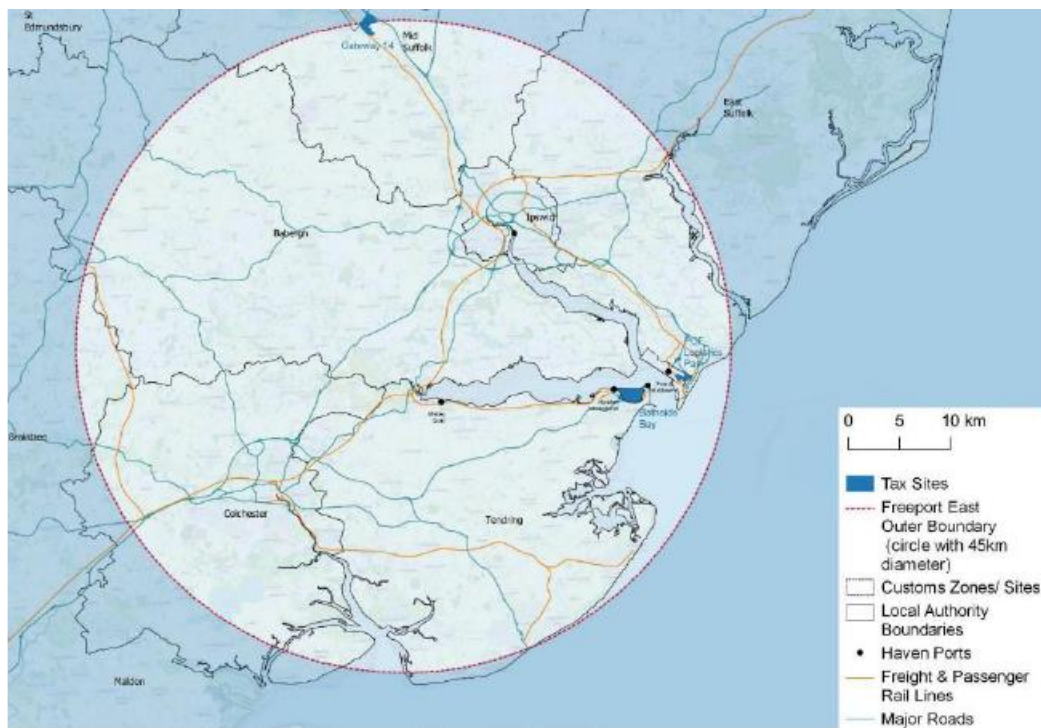 St
Edmundsbury
Mid
Suffolk
Gateway 14
East
Suffolk
Ipswich
Babergh
Bathside
Bay
Braintree
Colchester
Tendring
Maldon
0 5 10 km
Tax Sites
Freeport East
Outer Boundary
(circle with 45km
diameter)
Customs Zones/ Sites
Local Authority
Boundaries
Haven Ports
Freight & Passenger
Rail Lines
Major Roads